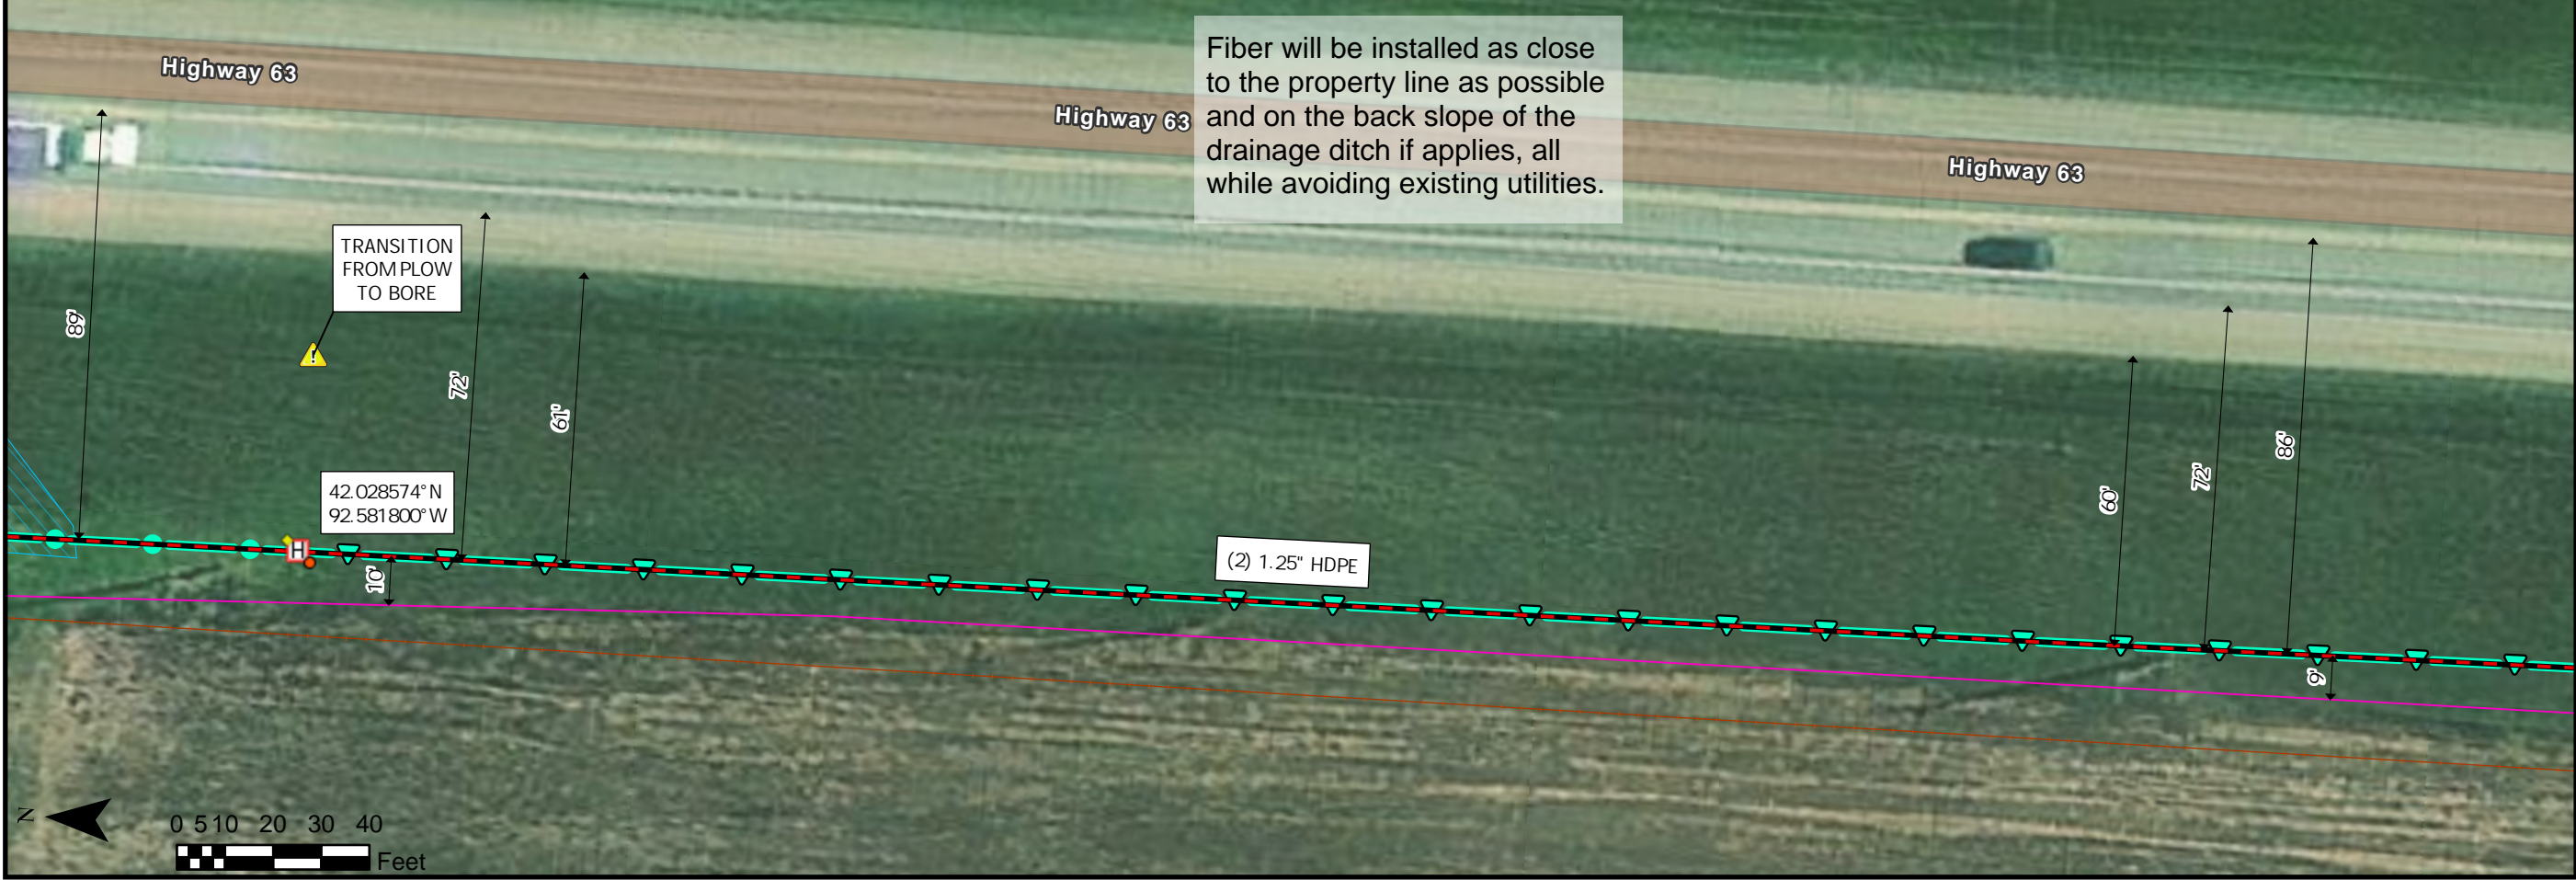 Highway 63
Highway 63
Highway 63
Fiber will be installed as close
to the property line as possible
and on the back slope of the
drainage ditch if applies, all
while avoiding existing utilities.
TRANSITION
FROM PLOW
TO BORE
89'
72'
61'
60'
72'
86'
42.028574° N
92.581800° W
H
10'
(2) 1.25" HDPE
9'
N
0 5 10 20 30 40
Feet